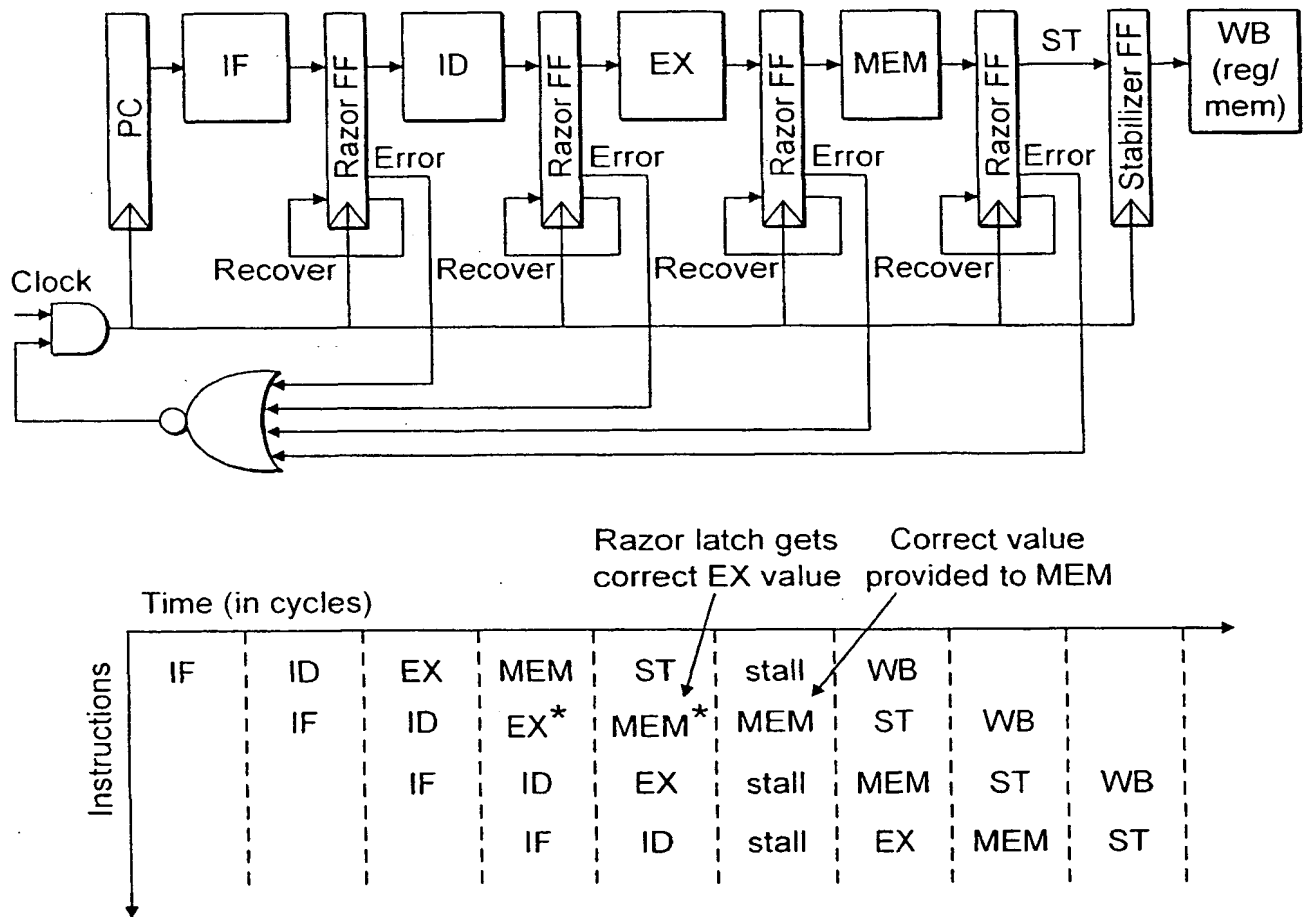 PC
IF
Razor FF
ID
Razor FF
EX
Razor FF
MEM
Razor FF
ST
Stabilizer FF
WB
(reg/
mem)
Error
Error
Error
Error
Recover
Recover
Recover
Recover
Clock
Razor latch gets
correct EX value
Correct value
provided to MEM
Time (in cycles)
Instructions
IF ID EX MEM ST stall WB
IF ID EX* MEM* MEM ST WB
IF ID EX stall MEM ST WB
IF ID stall EX MEM ST